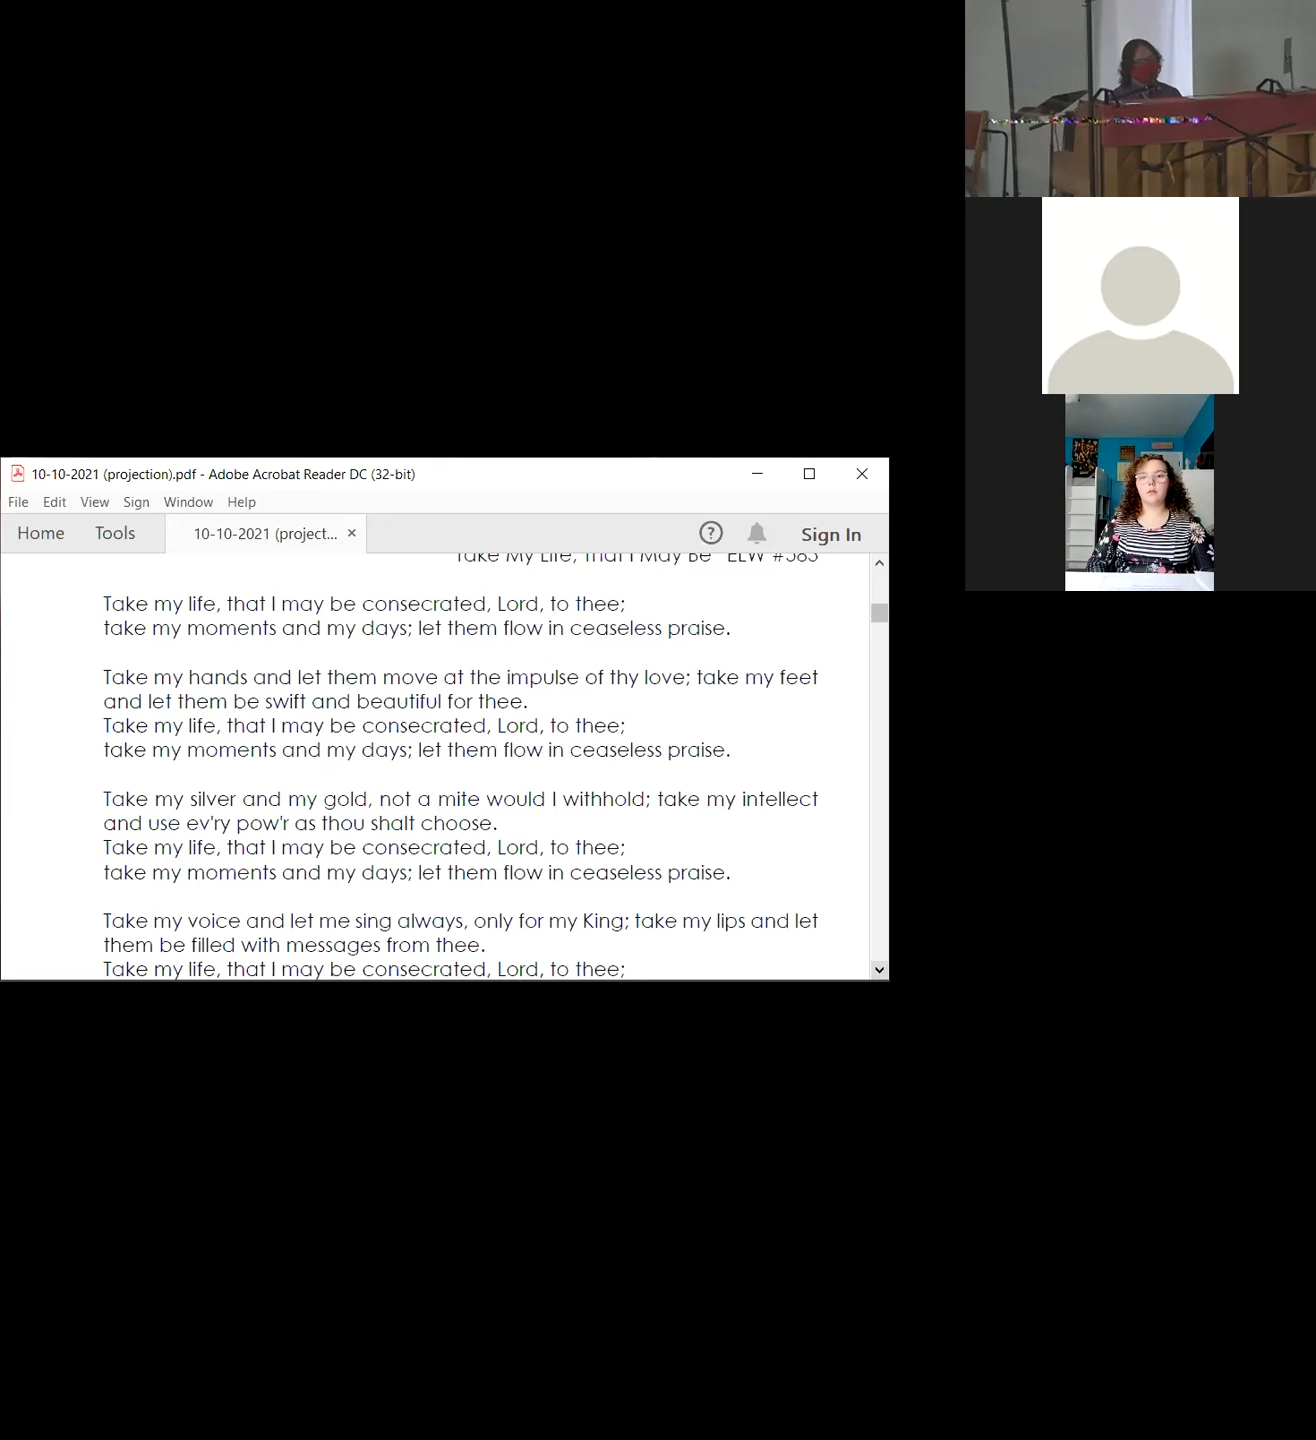 10-10-2021 (projection).pdf - Adobe Acrobat Reader DC (32-bit)
File Edit View Sign Window Help
Home Tools 10-10-2021 (project... × ? Sign In
Take My Life, That I May Be ELW #583
Take my life, that I may be consecrated, Lord, to thee;
take my moments and my days; let them flow in ceaseless praise.
Take my hands and let them move at the impulse of thy love; take my feet
and let them be swift and beautiful for thee.
Take my life, that I may be consecrated, Lord, to thee;
take my moments and my days; let them flow in ceaseless praise.
Take my silver and my gold, not a mite would I withhold; take my intellect
and use ev'ry pow'r as thou shalt choose.
Take my life, that I may be consecrated, Lord, to thee;
take my moments and my days; let them flow in ceaseless praise.
Take my voice and let me sing always, only for my King; take my lips and let
them be filled with messages from thee.
Take my life, that I may be consecrated, Lord, to thee;